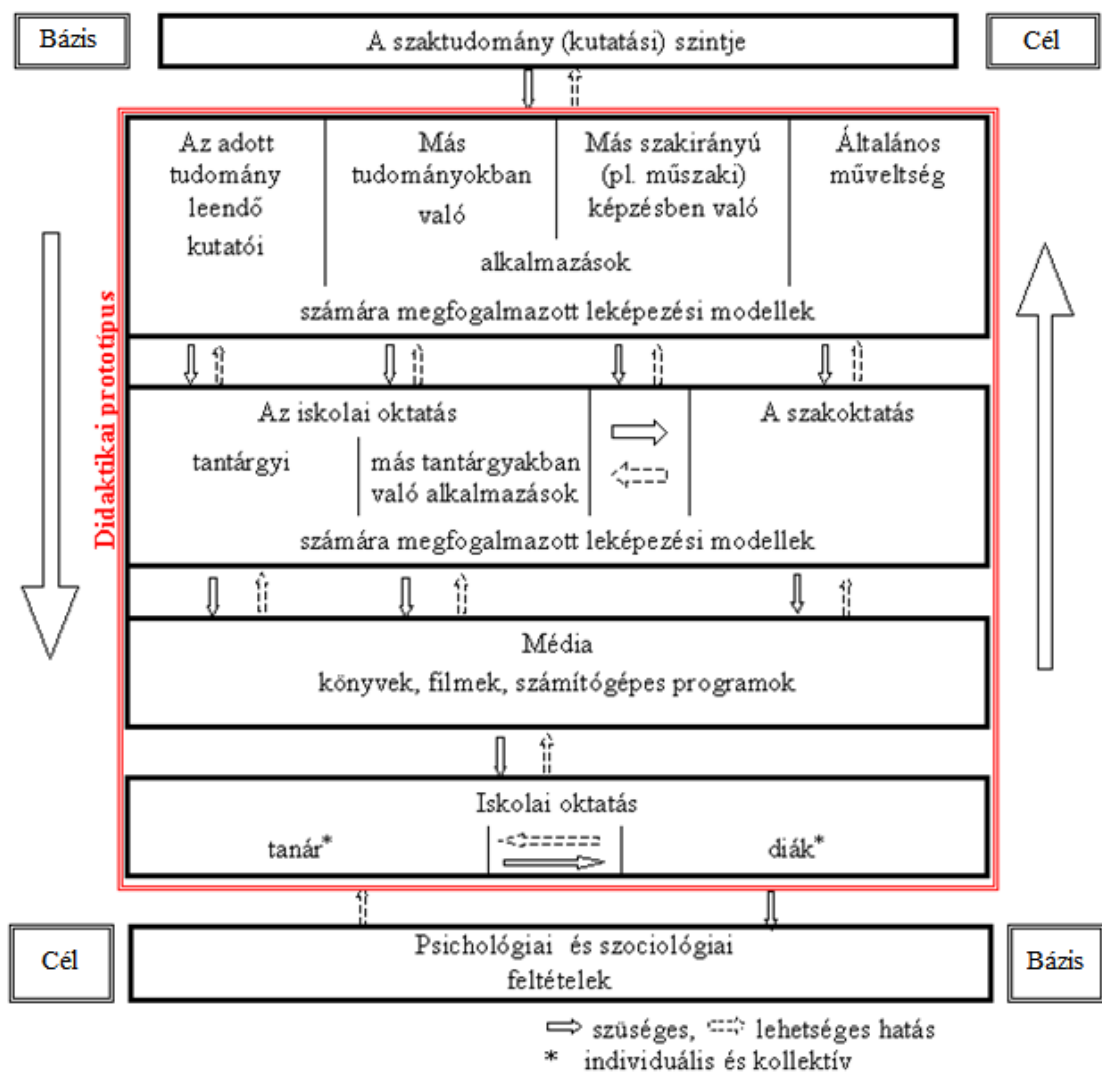 Bázis
A szaktudomány (kutatási) szintje
Cél
Az adott
tudomány
leendő
kutatói
Más
tudományokban
való
Más szakirányú
(pl. műszaki)
képzésben való
alkalmazások
Általános
műveltség
számára megfogalmazott leképezési modellek
Didaktikai prototípus
Az iskolai oktatás
tantárgyi
más tantárgyakban
való alkalmazások
A szakoktatás
számára megfogalmazott leképezési modellek
Média
könyvek, filmek, számítógépes programok
Iskolai oktatás
tanár*
diák*
Cél
Psichológiai és szociológiai
feltételek
Bázis
szüséges, lehetséges hatás
* individuális és kollektív